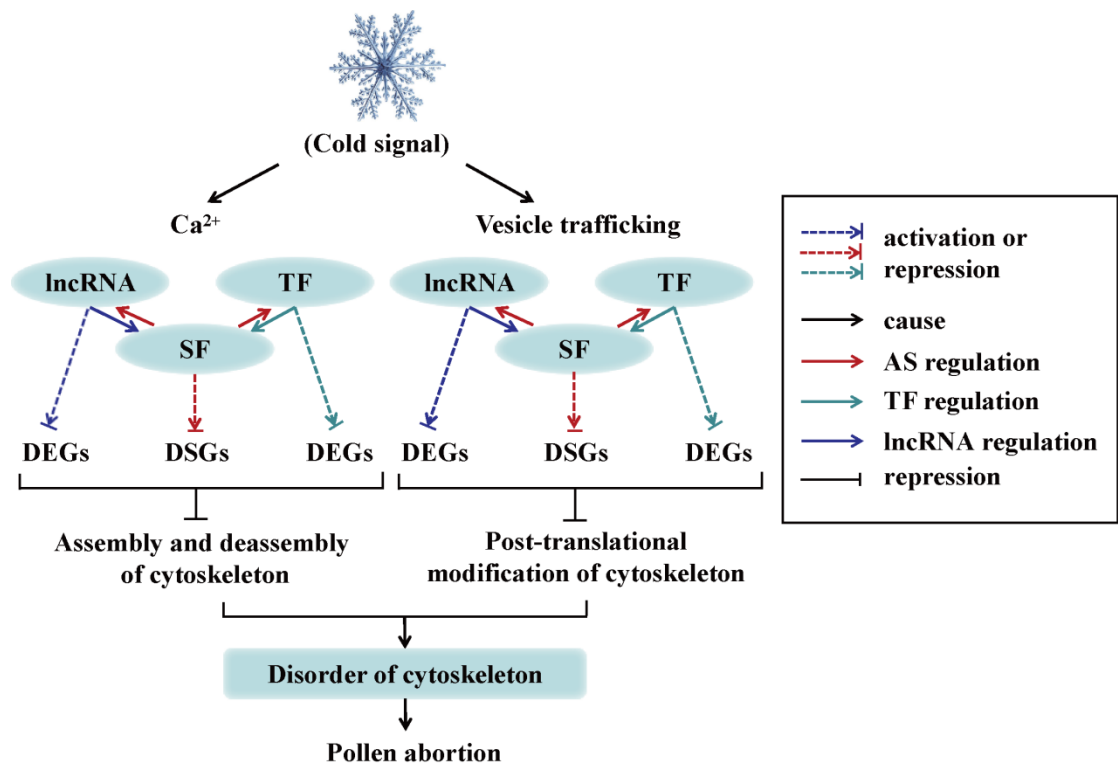 (Cold signal)
Ca²⁺
Vesicle trafficking
lncRNA
TF
SF
lncRNA
TF
SF
DEGs
DSGs
DEGs
DEGs
DSGs
DEGs
Assembly and deassembly
of cytoskeleton
Post-translational
modification of cytoskeleton
Disorder of cytoskeleton
Pollen abortion
activation or
repression
cause
AS regulation
TF regulation
lncRNA regulation
repression